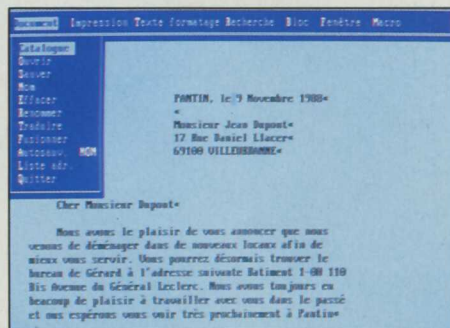 Document Impression Texte formatage Recherche Bloc Fenêtre Macro
Catalogue
Ouvrir
Sauver
Nom
Effacer
Renommer
Traduire
Fusionner
Autosauv. NON
Liste adr.
Quitter
PANTIN, le 9 Novembre 1988«
«
Monsieur Jean Dupont«
17 Rue Daniel Llacer«
69100 VILLEURBANNE«
Cher Monsieur Dupont«
Nous avons le plaisir de vous annoncer que nous
venons de déménager dans de nouveaux locaux afin de
mieux vous servir. Vous pourrez désormais trouver le
bureau de Gérard à l'adresse suivante Batiment 1-00 110
Bis Avenue du Général Leclerc. Nous avons toujours eu
beacoup de plaisir à travailler avec vous dans le passé
et nous espérons vous voir très prochainement à Pantin«